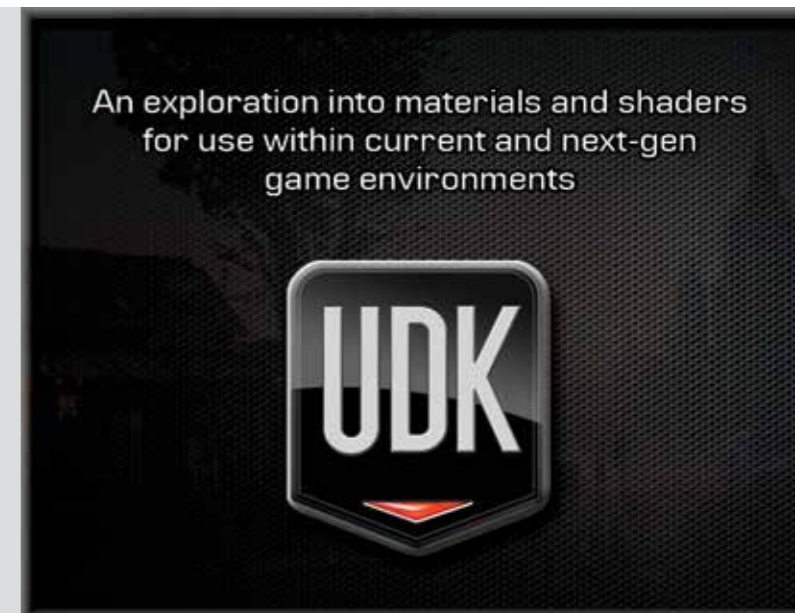 An exploration into materials and shaders
for use within current and next-gen
game environments
UDK